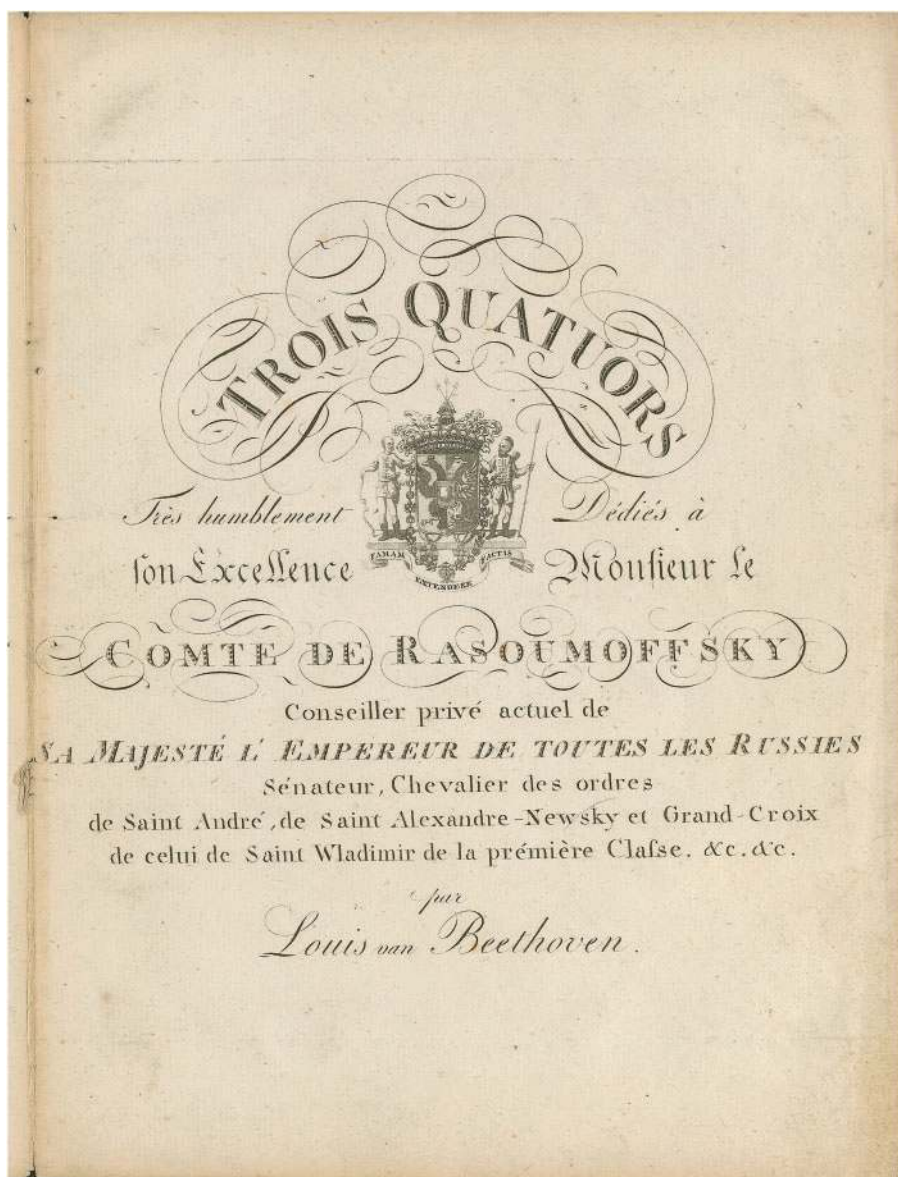 TROIS QUATUORS
Très humblement Dédiés à
son Éxcellence Monsieur le
FAMAM EXTENDERE FACTIS
COMTE DE RASOUMOFFSKY
Conseiller privé actuel de
SA MAJESTÉ L' EMPEREUR DE TOUTES LES RUSSIES
Sénateur, Chevalier des ordres
de Saint André, de Saint Alexandre-Newsky et Grand-Croix
de celui de Saint Wladimir de la prémière Claſse. &c. &c.
par
Louis van Beethoven.